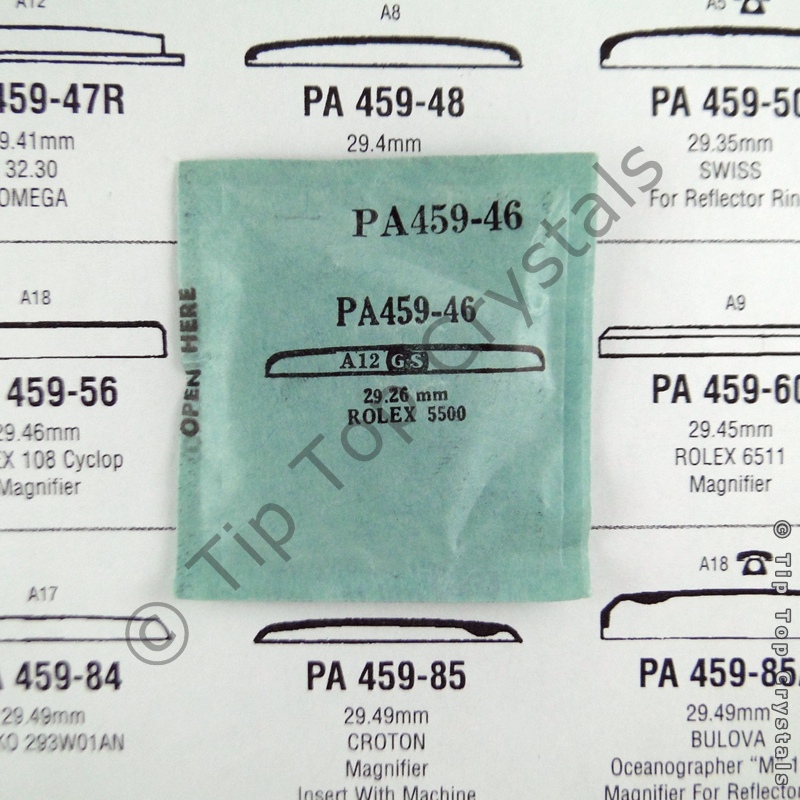 A12
A8
A5
459-47R
PA 459-48
PA 459-50
9.41mm
29.4mm
29.35mm
32.30
SWISS
OMEGA
For Reflector Rin
PA459-46
PA459-46
A12 GS
29.26 mm
ROLEX 5500
OPEN HERE
A18
A9
459-56
PA 459-60
29.46mm
29.45mm
EX 108 Cyclop
ROLEX 6511
Magnifier
Magnifier
A17
A18
459-84
PA 459-85
PA 459-85
29.49mm
29.49mm
29.49mm
KO 293W01AN
CROTON
BULOVA
Magnifier
Oceanographer "M-1
Insert With Machine
Magnifier For Reflector
© Tip Top Crystals
© Tip Top Crystals